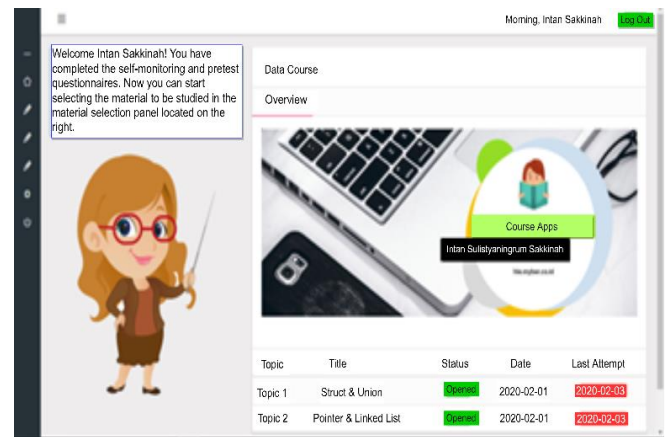 Morning, Intan Sakkinah Log Out
Welcome Intan Sakkinah! You have
completed the self-monitoring and pretest
questionnaires. Now you can start
selecting the material to be studied in the
material selection panel located on the
right.
Data Course
Overview
Course Apps
Intan Sulistyaningrum Sakkinah
Topic Title Status Date Last Attempt
Topic 1 Struct & Union Opened 2020-02-01 2020-02-03
Topic 2 Pointer & Linked List Opened 2020-02-01 2020-02-03